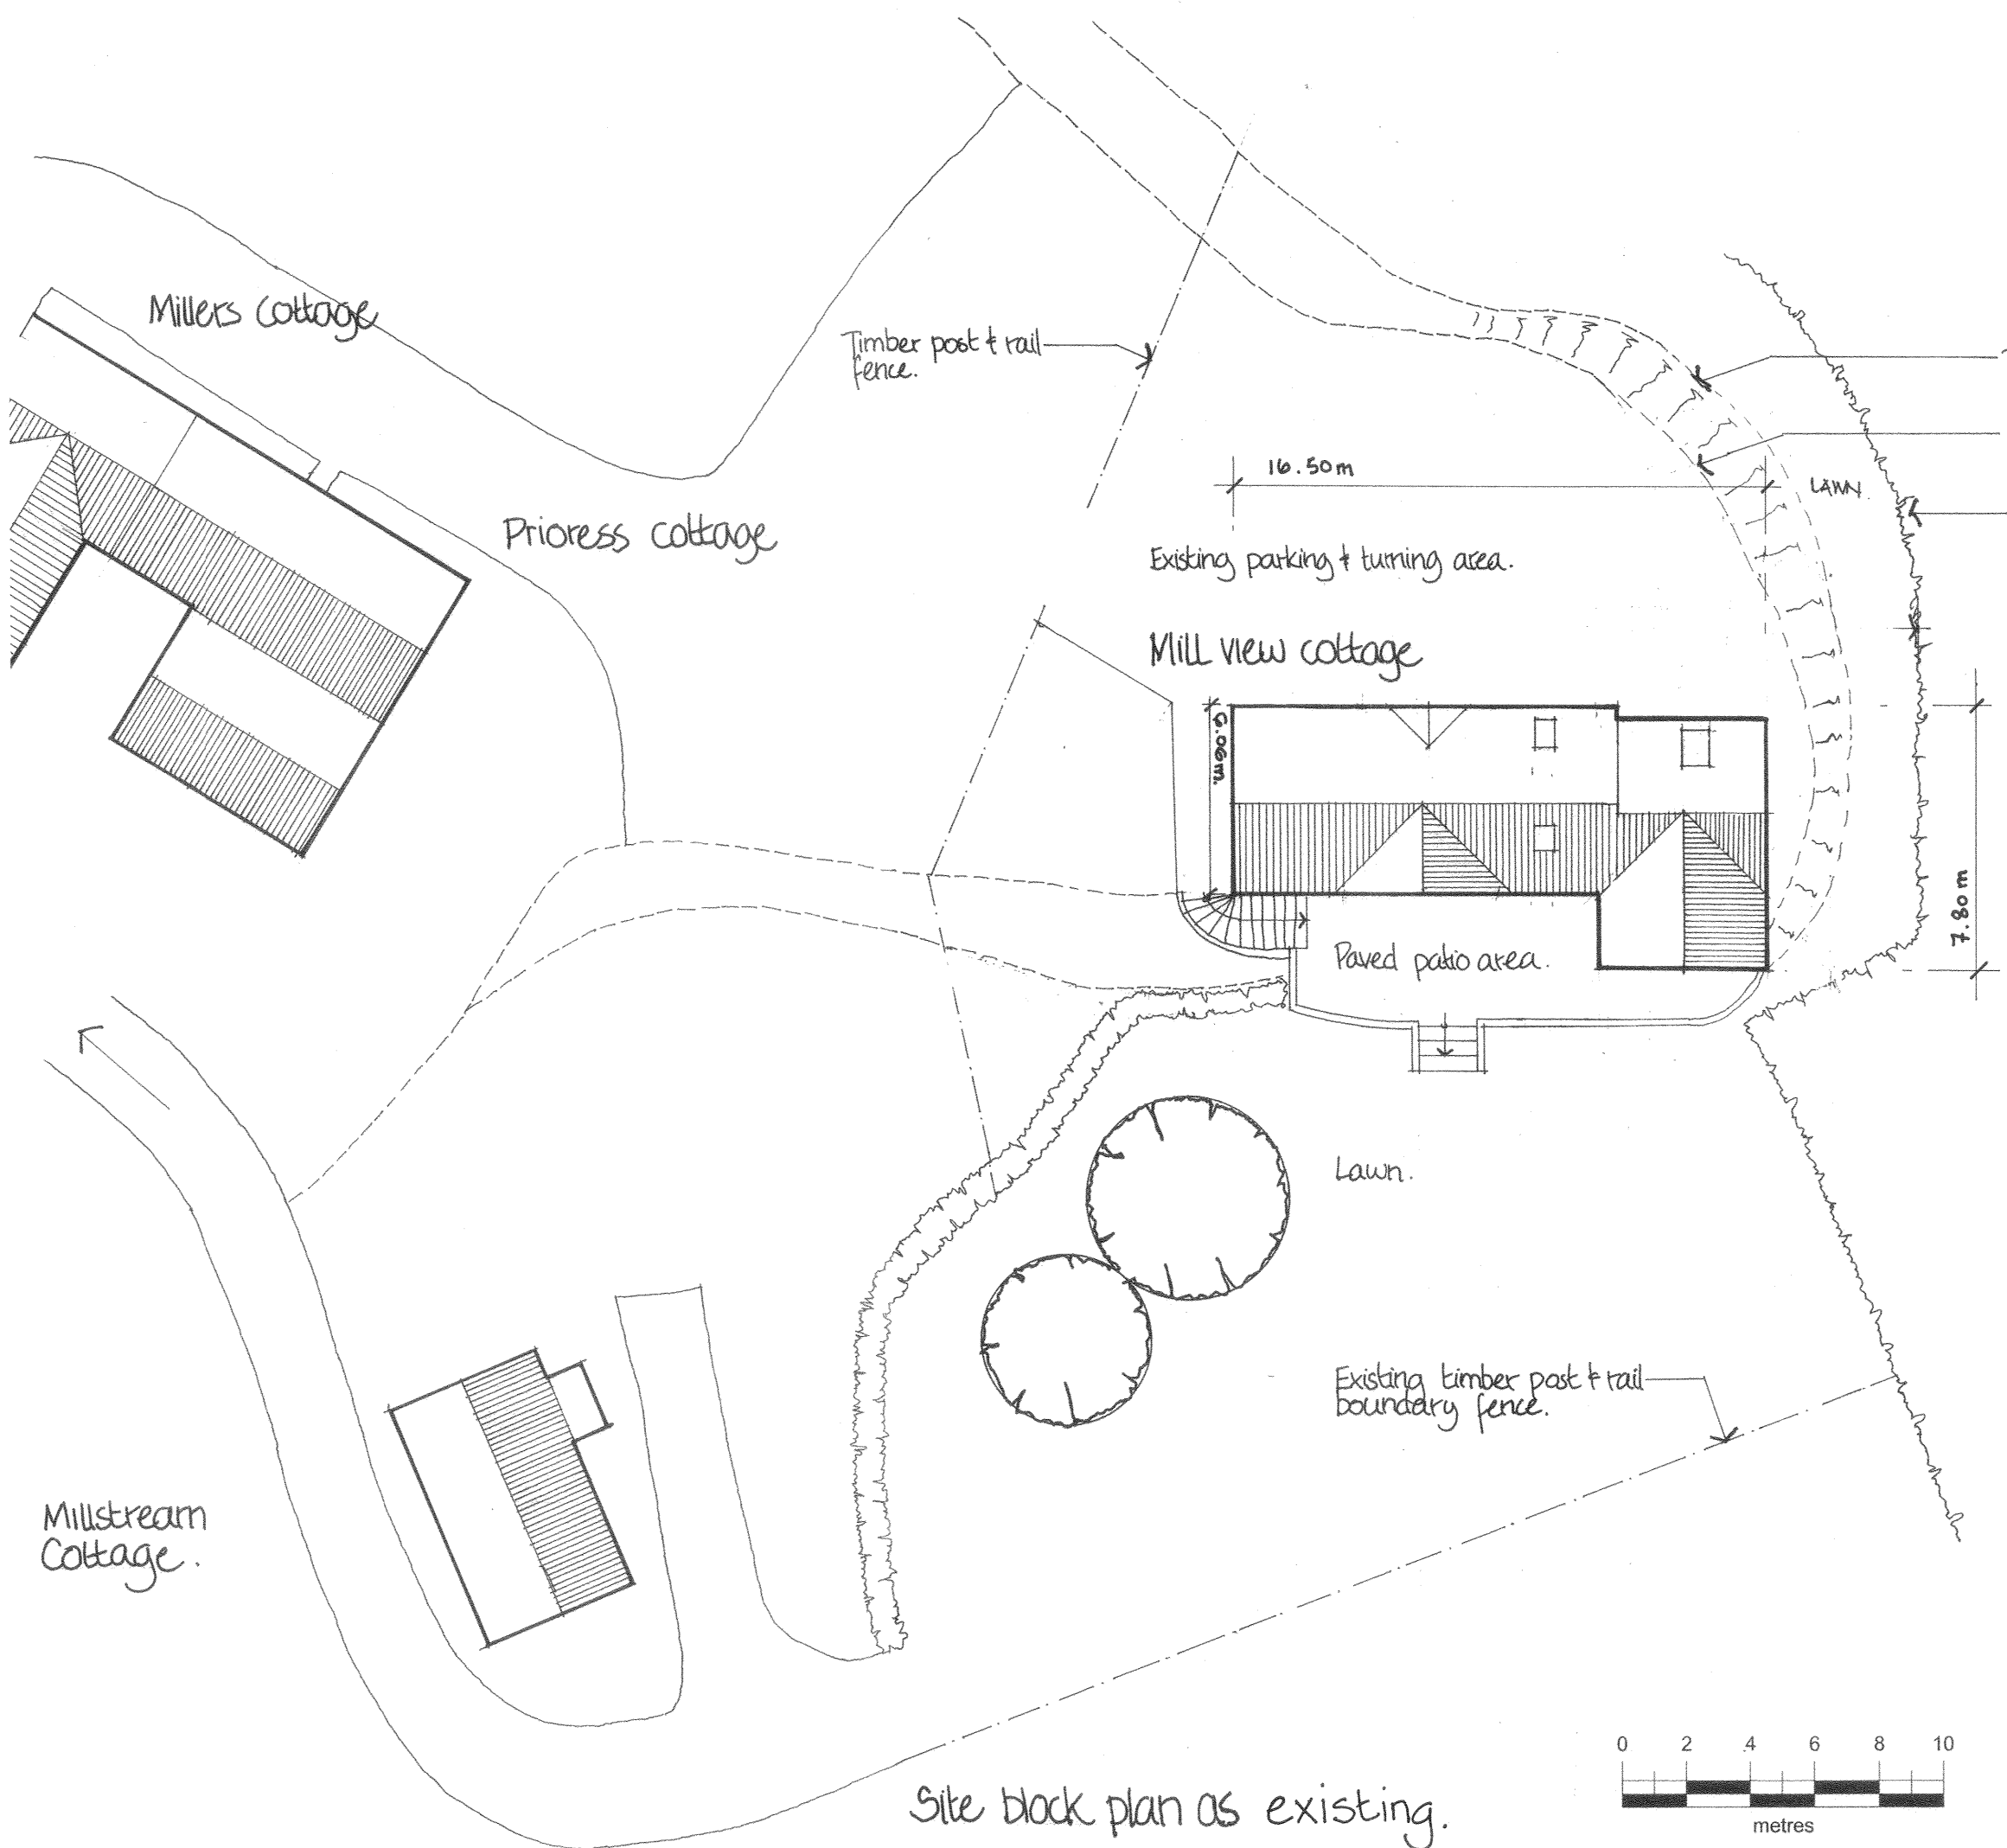 Millers Cottage
Timber post & rail
fence.
16.50m
LAWN
Prioress cottage
Existing parking & turning area.
Mill view cottage
6.06m.
7.80m
Paved patio area.
Lawn.
Existing timber post & rail
boundary fence.
Millstream
Cottage.
0 2 4 6 8 10
metres
Site block plan as existing.